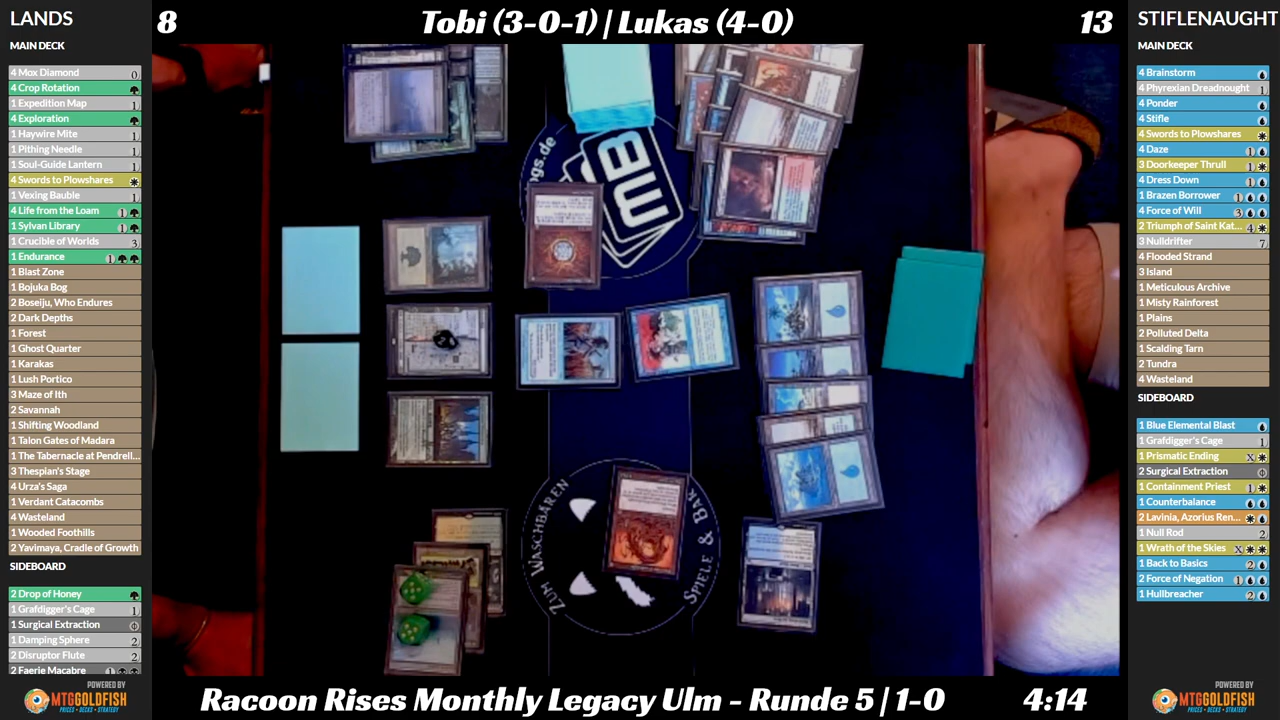 LANDS
MAIN DECK
4 Mox Diamond 0
4 Crop Rotation
1 Expedition Map 1
4 Exploration
1 Haywire Mite 1
1 Pithing Needle 1
1 Soul-Guide Lantern 1
4 Swords to Plowshares
1 Vexing Bauble 1
4 Life from the Loam 1
1 Sylvan Library 1
1 Crucible of Worlds 3
1 Endurance 1
1 Blast Zone
1 Bojuka Bog
2 Boseiju, Who Endures
2 Dark Depths
1 Forest
1 Ghost Quarter
1 Karakas
1 Lush Portico
3 Maze of Ith
2 Savannah
1 Shifting Woodland
1 Talon Gates of Madara
1 The Tabernacle at Pendrell...
3 Thespian's Stage
4 Urza's Saga
1 Verdant Catacombs
4 Wasteland
1 Wooded Foothills
2 Yavimaya, Cradle of Growth
SIDEBOARD
2 Drop of Honey
1 Grafdigger's Cage 1
1 Surgical Extraction
1 Damping Sphere 2
2 Disruptor Flute 2
2 Faerie Macabre 1
POWERED BY
MTGGOLDFISH
PRICES • DECKS • STRATEGY
8
Tobi (3-0-1) | Lukas (4-0)
13
ogs.de
ZUM WASCHBÄREN
SPIELE & BAR
Racoon Rises Monthly Legacy Ulm - Runde 5 | 1-0
4:14
STIFLENAUGHT
MAIN DECK
4 Brainstorm
4 Phyrexian Dreadnought 1
4 Ponder
4 Stifle
4 Swords to Plowshares
4 Daze 1
3 Doorkeeper Thrull 1
4 Dress Down 1
1 Brazen Borrower 1
4 Force of Will 3
2 Triumph of Saint Kat... 4
3 Nulldrifter 7
4 Flooded Strand
3 Island
1 Meticulous Archive
1 Misty Rainforest
1 Plains
2 Polluted Delta
1 Scalding Tarn
2 Tundra
4 Wasteland
SIDEBOARD
1 Blue Elemental Blast
1 Grafdigger's Cage 1
1 Prismatic Ending X
2 Surgical Extraction
1 Containment Priest 1
1 Counterbalance
2 Lavinia, Azorius Ren...
1 Null Rod 2
1 Wrath of the Skies X
1 Back to Basics 2
2 Force of Negation 1
1 Hullbreacher 2
POWERED BY
MTGGOLDFISH
PRICES • DECKS • STRATEGY